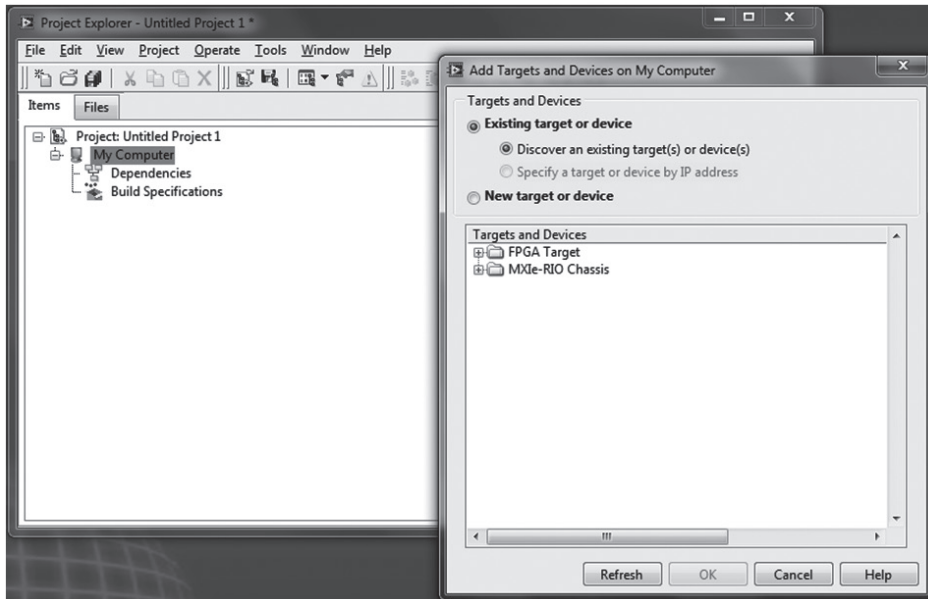 Project Explorer - Untitled Project 1 *
File Edit View Project Operate Tools Window Help
Items Files
Project: Untitled Project 1
My Computer
Dependencies
Build Specifications
Add Targets and Devices on My Computer
Targets and Devices
Existing target or device
Discover an existing target(s) or device(s)
Specify a target or device by IP address
New target or device
Targets and Devices
FPGA Target
MXIe-RIO Chassis
Refresh OK Cancel Help